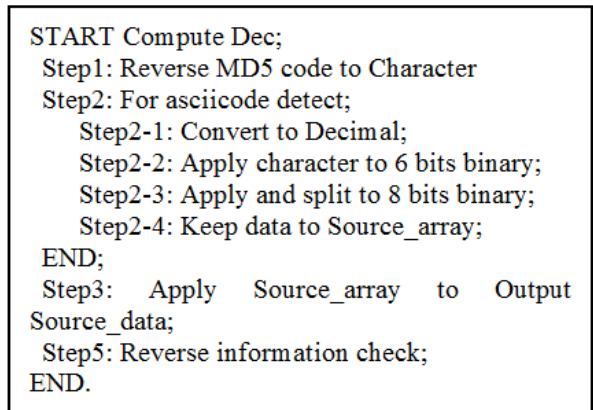 START Compute Dec;
Step1: Reverse MD5 code to Character
Step2: For asciicode detect;
Step2-1: Convert to Decimal;
Step2-2: Apply character to 6 bits binary;
Step2-3: Apply and split to 8 bits binary;
Step2-4: Keep data to Source_array;
END;
Step3: Apply Source_array to Output
Source_data;
Step5: Reverse information check;
END.